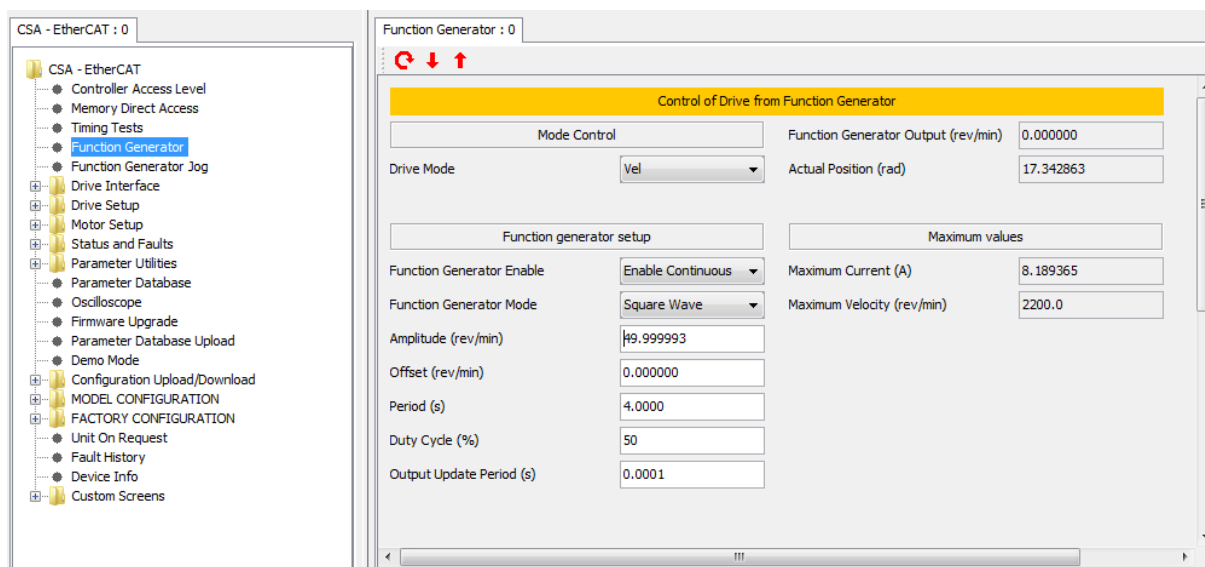 CSA - EtherCAT : 0
CSA - EtherCAT
Controller Access Level
Memory Direct Access
Timing Tests
Function Generator
Function Generator Jog
Drive Interface
Drive Setup
Motor Setup
Status and Faults
Parameter Utilities
Parameter Database
Oscilloscope
Firmware Upgrade
Parameter Database Upload
Demo Mode
Configuration Upload/Download
MODEL CONFIGURATION
FACTORY CONFIGURATION
Unit On Request
Fault History
Device Info
Custom Screens
Function Generator : 0
Control of Drive from Function Generator
Mode Control
Function Generator Output (rev/min) 0.000000
Drive Mode Vel
Actual Position (rad) 17.342863
Function generator setup
Maximum values
Function Generator Enable Enable Continuous
Maximum Current (A) 8.189365
Function Generator Mode Square Wave
Maximum Velocity (rev/min) 2200.0
Amplitude (rev/min) 49.999993
Offset (rev/min) 0.000000
Period (s) 4.0000
Duty Cycle (%) 50
Output Update Period (s) 0.0001